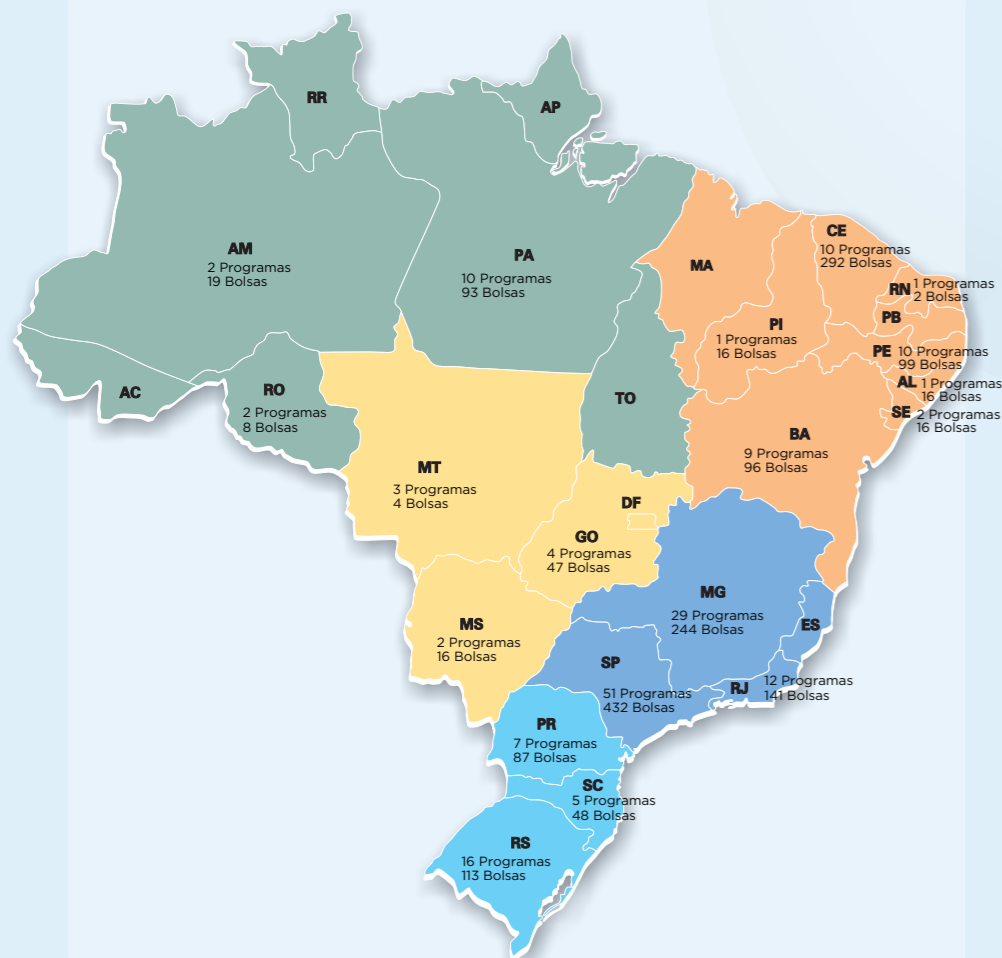 RR
AP
AM
2 Programas
19 Bolsas
PA
10 Programas
93 Bolsas
MA
CE
10 Programas
292 Bolsas
RN
1 Programas
2 Bolsas
PB
PI
1 Programas
16 Bolsas
PE
10 Programas
99 Bolsas
AL
1 Programas
16 Bolsas
SE
2 Programas
16 Bolsas
AC
RO
2 Programas
8 Bolsas
TO
BA
9 Programas
96 Bolsas
MT
3 Programas
4 Bolsas
DF
GO
4 Programas
47 Bolsas
MG
29 Programas
244 Bolsas
ES
MS
2 Programas
16 Bolsas
SP
51 Programas
432 Bolsas
RJ
12 Programas
141 Bolsas
PR
7 Programas
87 Bolsas
SC
5 Programas
48 Bolsas
RS
16 Programas
113 Bolsas